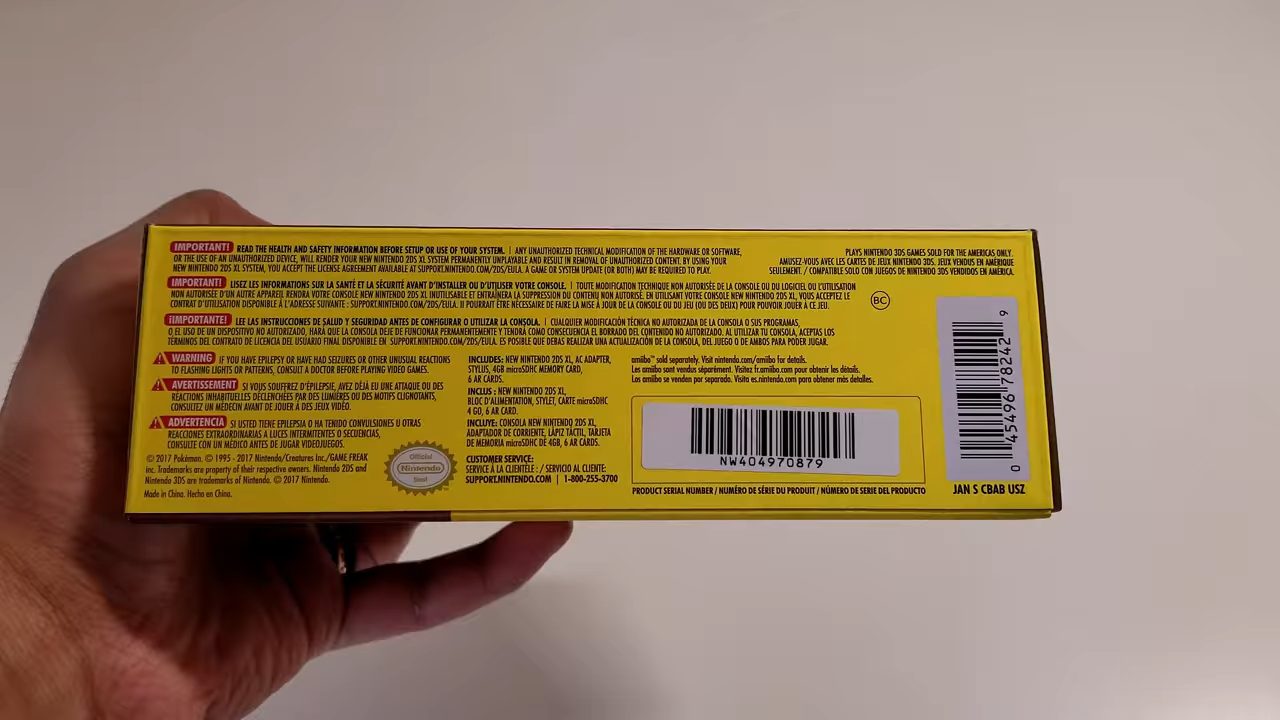 IMPORTANT! READ THE HEALTH AND SAFETY INFORMATION BEFORE SETUP OR USE OF YOUR SYSTEM. | ANY UNAUTHORIZED TECHNICAL MODIFICATION OF THE HARDWARE OR SOFTWARE,
OR THE USE OF AN UNAUTHORIZED DEVICE, WILL RENDER YOUR NEW NINTENDO 2DS XL SYSTEM PERMANENTLY UNPLAYABLE AND RESULT IN REMOVAL OF UNAUTHORIZED CONTENT. BY USING YOUR
NEW NINTENDO 2DS XL SYSTEM, YOU ACCEPT THE LICENSE AGREEMENT AVAILABLE AT SUPPORT.NINTENDO.COM/2DS/EULA. A GAME OR SYSTEM UPDATE (OR BOTH) MAY BE REQUIRED TO PLAY.
PLAYS NINTENDO 3DS GAMES SOLD FOR THE AMERICAS ONLY.
AMUSEZ-VOUS AVEC LES CARTES DE JEUX NINTENDO 3DS. JEUX VENDUS EN AMÉRIQUE
SEULEMENT. / COMPATIBLE SOLO CON JUEGOS DE NINTENDO 3DS VENDIDOS EN AMÉRICA.
IMPORTANT! LISEZ LES INFORMATIONS SUR LA SANTÉ ET LA SÉCURITÉ AVANT D'INSTALLER OU D'UTILISER VOTRE CONSOLE. | TOUTE MODIFICATION TECHNIQUE NON AUTORISÉE DE LA CONSOLE OU DU LOGICIEL OU L'UTILISATION
NON AUTORISÉE D'UN AUTRE APPAREIL RENDRA VOTRE CONSOLE NEW NINTENDO 2DS XL INUTILISABLE ET ENTRAÎNERA LA SUPPRESSION DU CONTENU NON AUTORISÉ. EN UTILISANT VOTRE CONSOLE NEW NINTENDO 2DS XL, VOUS ACCEPTEZ LE
CONTRAT D'UTILISATION DISPONIBLE À L'ADRESSE SUIVANTE : SUPPORT.NINTENDO.COM/2DS/EULA. IL POURRAIT ÊTRE NÉCESSAIRE DE FAIRE LA MISE À JOUR DE LA CONSOLE OU DU JEU (OU DES DEUX) POUR POUVOIR JOUER À CE JEU.
BC
¡IMPORTANTE! LEE LAS INSTRUCCIONES DE SALUD Y SEGURIDAD ANTES DE CONFIGURAR O UTILIZAR LA CONSOLA. | CUALQUIER MODIFICACIÓN TÉCNICA NO AUTORIZADA DE LA CONSOLA O SUS PROGRAMAS,
O EL USO DE UN DISPOSITIVO NO AUTORIZADO, HARÁ QUE LA CONSOLA DEJE DE FUNCIONAR PERMANENTEMENTE Y TENDRÁ COMO CONSECUENCIA EL BORRADO DEL CONTENIDO NO AUTORIZADO. AL UTILIZAR TU CONSOLA, ACEPTAS LOS
TÉRMINOS DEL CONTRATO DE LICENCIA DEL USUARIO FINAL DISPONIBLE EN SUPPORT.NINTENDO.COM/2DS/EULA. ES POSIBLE QUE DEBAS REALIZAR UNA ACTUALIZACIÓN DE LA CONSOLA, DEL JUEGO O DE AMBOS PARA PODER JUGAR.
WARNING IF YOU HAVE EPILEPSY OR HAVE HAD SEIZURES OR OTHER UNUSUAL REACTIONS
TO FLASHING LIGHTS OR PATTERNS, CONSULT A DOCTOR BEFORE PLAYING VIDEO GAMES.
AVERTISSEMENT SI VOUS SOUFFREZ D'ÉPILEPSIE, AVEZ DÉJÀ EU UNE ATTAQUE OU DES
RÉACTIONS INHABITUELLES DÉCLENCHÉES PAR DES LUMIÈRES OU DES MOTIFS CLIGNOTANTS,
CONSULTEZ UN MÉDECIN AVANT DE JOUER À DES JEUX VIDÉO.
ADVERTENCIA SI USTED TIENE EPILEPSIA O HA TENIDO CONVULSIONES U OTRAS
REACCIONES EXTRAORDINARIAS A LUCES INTERMITENTES O SECUENCIAS,
CONSULTE CON UN MÉDICO ANTES DE JUGAR VIDEOJUEGOS.
© 2017 Pokémon. © 1995 - 2017 Nintendo/Creatures Inc./GAME FREAK
inc. Trademarks are property of their respective owners. Nintendo 2DS and
Nintendo 3DS are trademarks of Nintendo. © 2017 Nintendo.
Made in China. Hecho en China.
Official
Nintendo
Seal
INCLUDES: NEW NINTENDO 2DS XL, AC ADAPTER,
STYLUS, 4GB microSDHC MEMORY CARD,
6 AR CARDS.
INCLUS : NEW NINTENDO 2DS XL,
BLOC D'ALIMENTATION, STYLET, CARTE microSDHC
4 GO, 6 AR CARD.
INCLUYE: CONSOLA NEW NINTENDO 2DS XL,
ADAPTADOR DE CORRIENTE, LÁPIZ TÁCTIL, TARJETA
DE MEMORIA microSDHC DE 4GB, 6 AR CARDS.
CUSTOMER SERVICE:
SERVICE À LA CLIENTÈLE : / SERVICIO AL CLIENTE:
SUPPORT.NINTENDO.COM | 1-800-255-3700
amiibo™ sold separately. Visit nintendo.com/amiibo for details.
Les amiibo sont vendus séparément. Visitez fr.amiibo.com pour obtenir les détails.
Los amiibo se venden por separado. Visita es.nintendo.com para obtener más detalles.
NW404970879
PRODUCT SERIAL NUMBER / NUMÉRO DE SÉRIE DU PRODUIT / NÚMERO DE SERIE DEL PRODUCTO
0 45496 78242 9
JAN S CBAB USZ